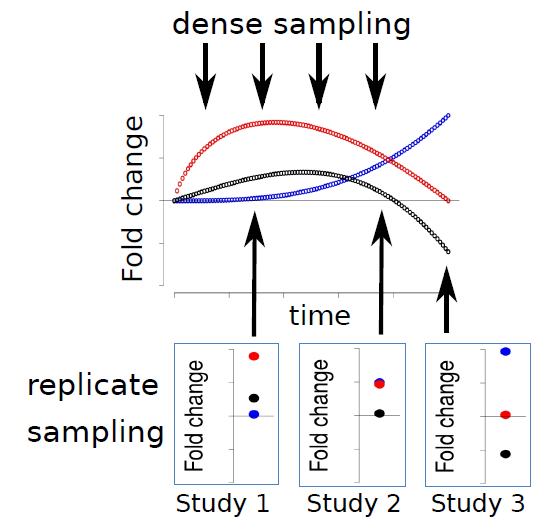 dense sampling
Fold change
time
replicate
sampling
Fold change
Fold change
Fold change
Study 1
Study 2
Study 3